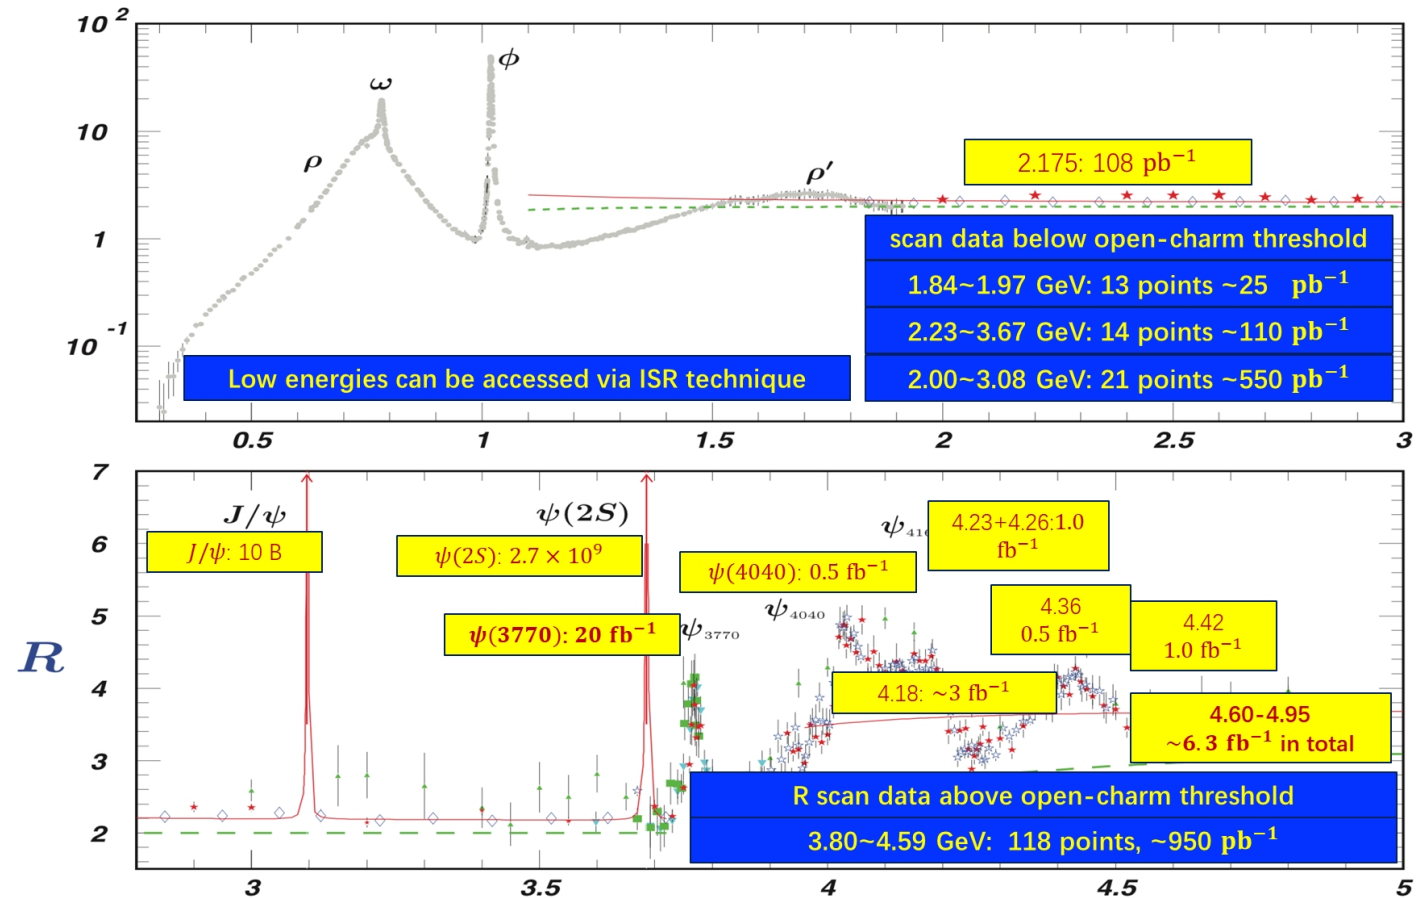 10 2
ω
ϕ
10
ρ
ρ′
2.175: 108 pb−1
1
scan data below open-charm threshold
1.84~1.97 GeV: 13 points ~25 pb−1
10 -1
2.23~3.67 GeV: 14 points ~110 pb−1
Low energies can be accessed via ISR technique
2.00~3.08 GeV: 21 points ~550 pb−1
0.5
1
1.5
2
2.5
3
7
J/ψ
ψ(2S)
4.23+4.26:1.0
fb−1
6
J/ψ: 10 B
ψ(2S): 2.7 × 10⁹
ψ(4040): 0.5 fb−1
5
ψ(3770): 20 fb−1
ψ3770
ψ4040
4.36
0.5 fb−1
4.42
1.0 fb−1
R
4
4.18: ~3 fb−1
4.60-4.95
~6.3 fb−1 in total
3
R scan data above open-charm threshold
3.80~4.59 GeV: 118 points, ~950 pb−1
2
3
3.5
4
4.5
5